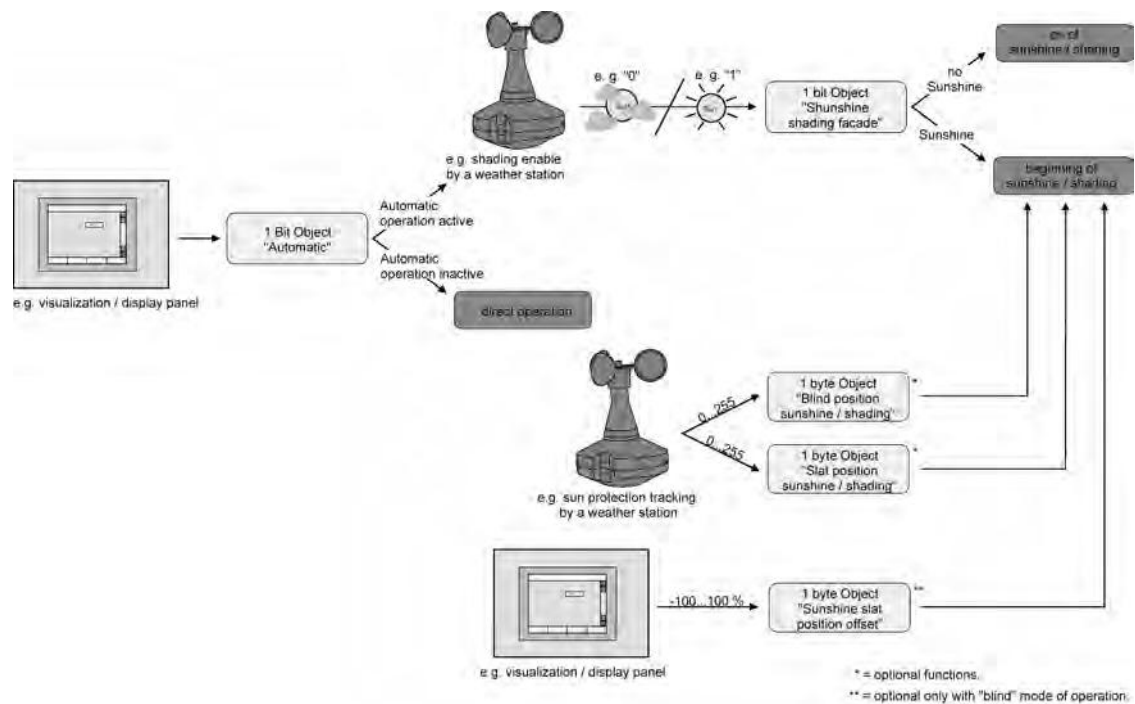 e. g. "0"
e. g. "1"
1 bit Object
"Shunshine
shading facade"
no
Sunshine
Sunshine
sunshine / shading
beginning of
sunshine / shading
e.g. shading enable
by a weather station
Automatic
operation active
1 Bit Object
"Automatic"
Automatic
operation inactive
e.g. visualization / display panel
direct operation
0...255
0...255
1 byte Object
"Blind position
sunshine / shading"
*
1 byte Object
"Slat position
sunshine / shading"
*
e.g. sun protection tracking
by a weather station
-100...100 %
1 byte Object
"Sunshine slat
position offset"
**
e.g. visualization / display panel
* = optional functions.
** = optional only with "blind" mode of operation.